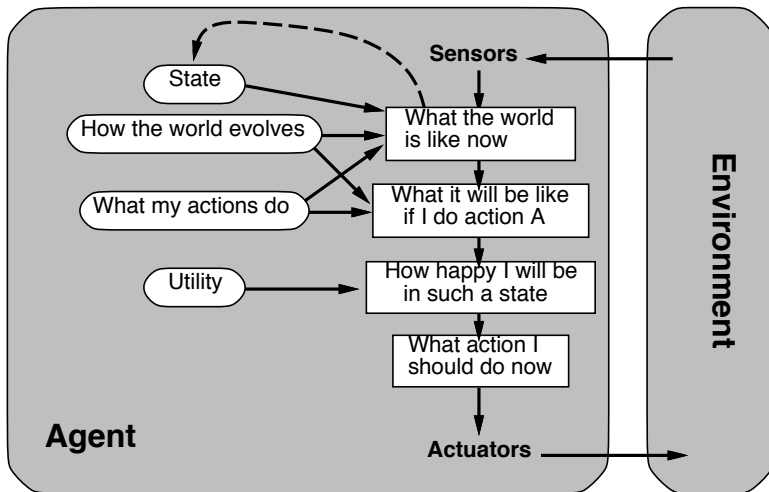 Sensors
State
What the world
is like now
How the world evolves
What it will be like
if I do action A
What my actions do
How happy I will be
in such a state
Utility
What action I
should do now
Agent
Actuators
Environment